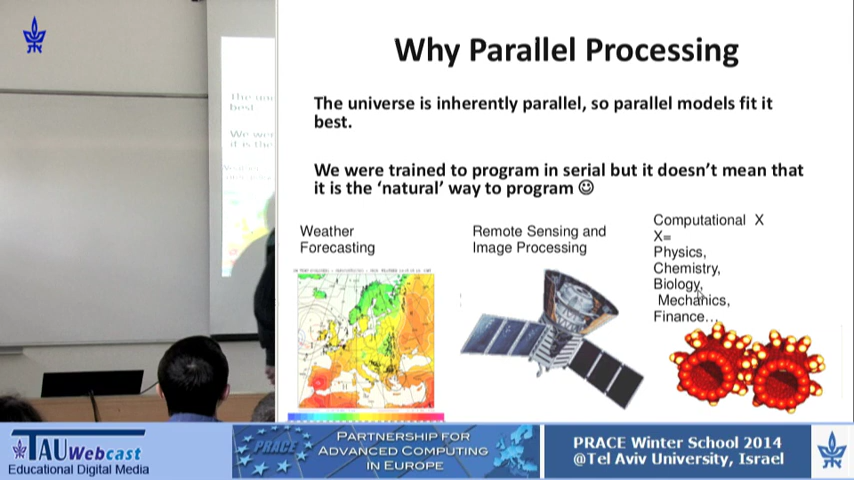 Why Parallel Processing
The universe is inherently parallel, so parallel models fit it
best.
We were trained to program in serial but it doesn’t mean that
it is the ‘natural’ way to program ☺
Weather
Forecasting
Remote Sensing and
Image Processing
Computational X
X=
Physics,
Chemistry,
Biology,
Mechanics,
Finance…
TAU Webcast
Educational Digital Media
PRACE
PARTNERSHIP FOR
ADVANCED COMPUTING
IN EUROPE
PRACE Winter School 2014
@Tel Aviv University, Israel